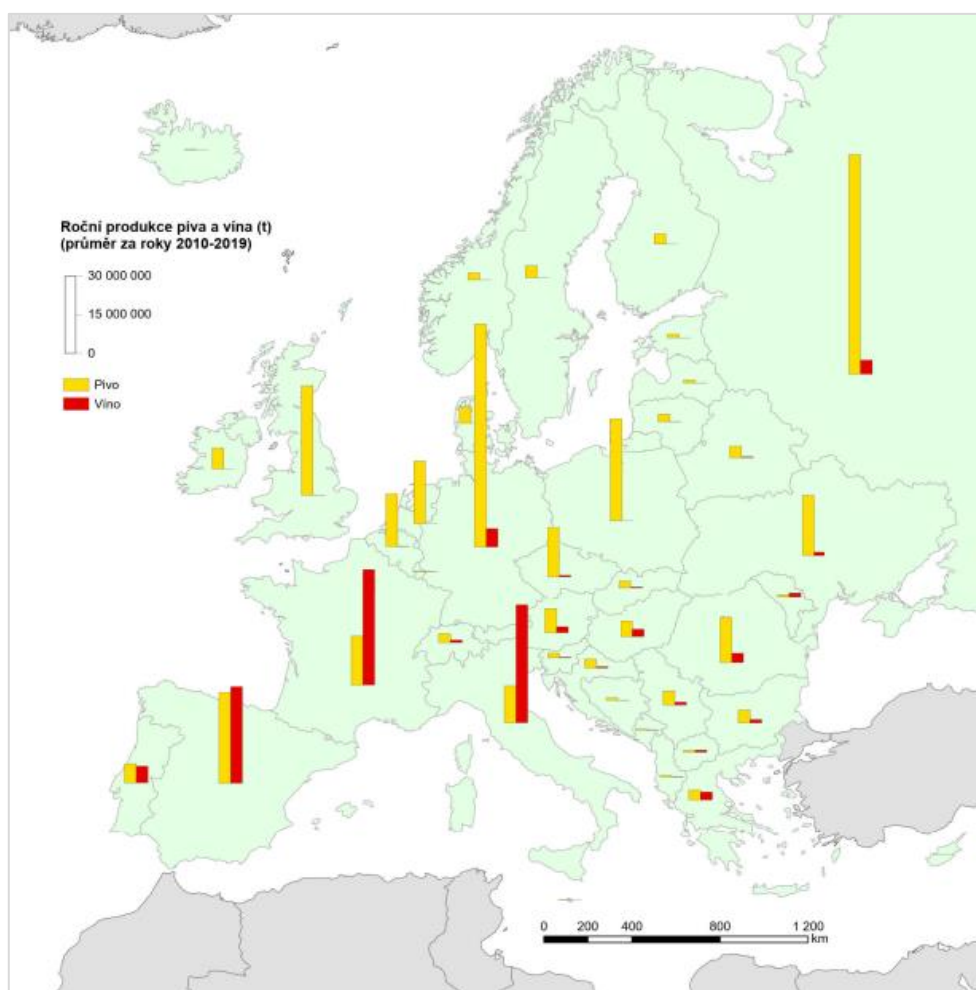 Roční produkce piva a vína (t)
(průměr za roky 2010-2019)
30 000 000
15 000 000
0
Pivo
Víno
0 200 400 800 1 200
km